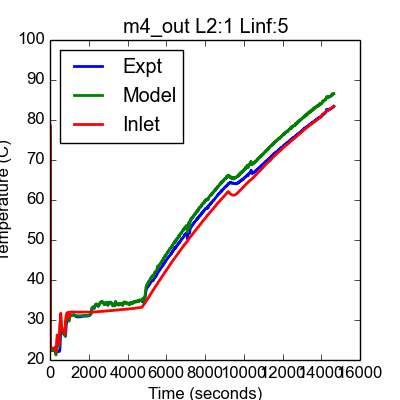 m4_out L2:1 Linf:5
100
90
80
70
60
50
40
30
20
Temperature (C)
Expt
Model
Inlet
0 2000 4000 6000 8000 10000 12000 14000 16000
Time (seconds)